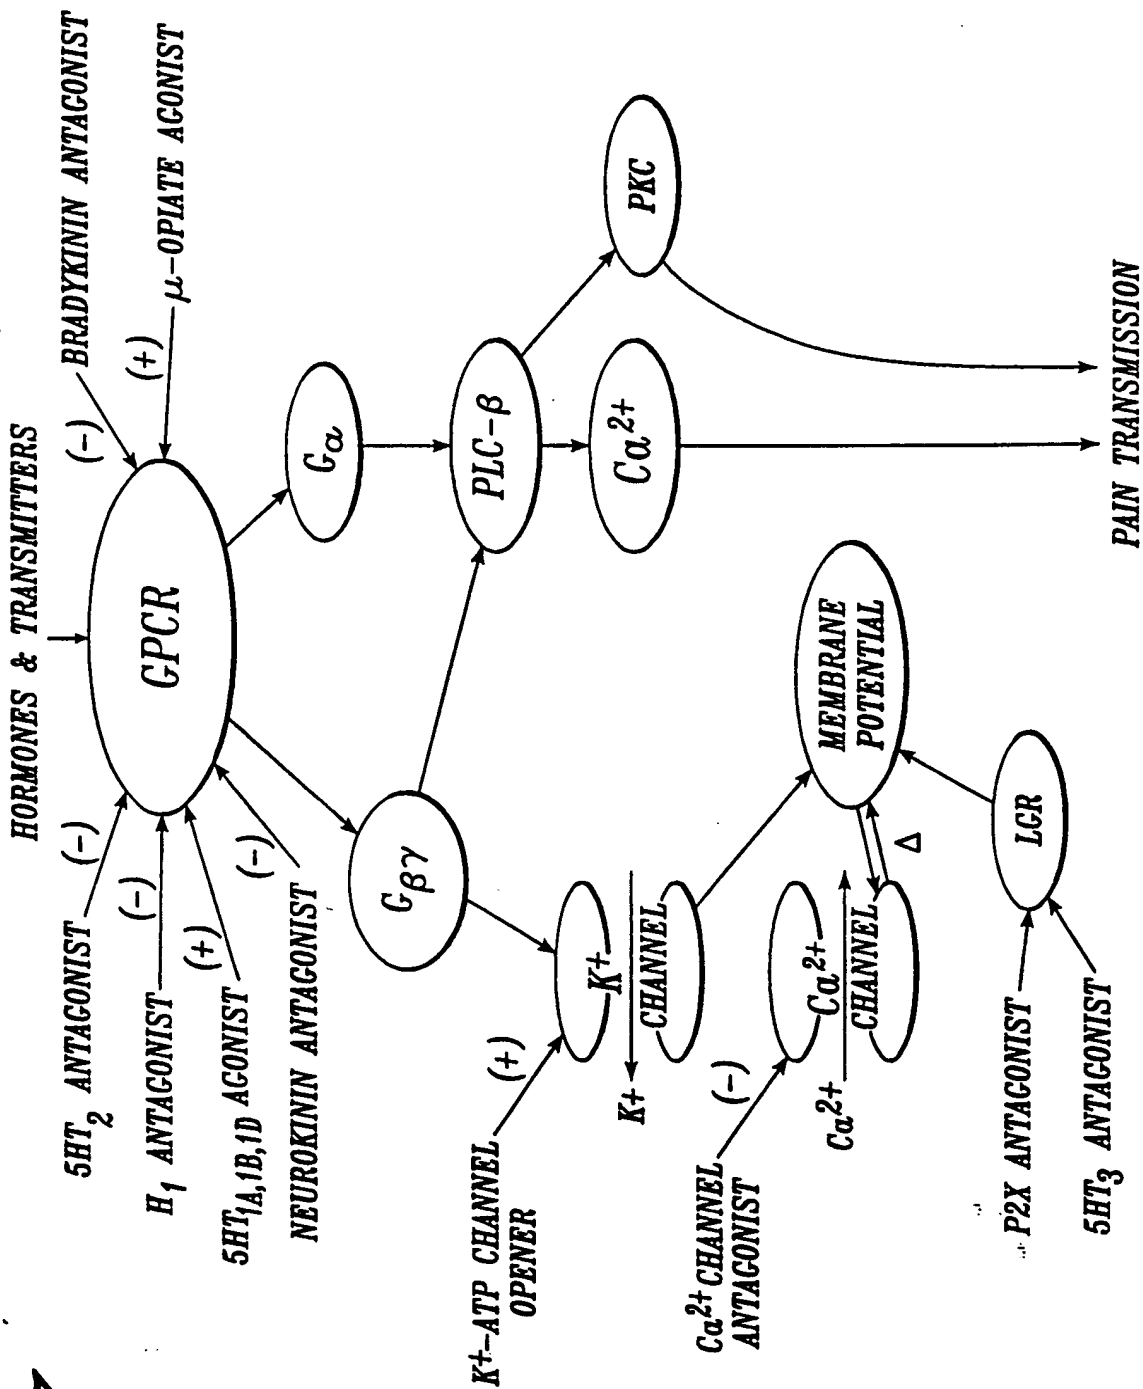 HORMONES & TRANSMITTERS
5HT2 ANTAGONIST
(-)
H1 ANTAGONIST
(-)
5HT1A,1B,1D AGONIST
(+)
NEUROKININ ANTAGONIST
(-)
GPCR
(-)
BRADYKININ ANTAGONIST
(+)
μ-OPIATE AGONIST
Gβγ
Gα
PLC-β
PKC
Ca2+
K+-ATP CHANNEL
OPENER
(+)
K+
CHANNEL
K+
Ca2+ CHANNEL
ANTAGONIST
(-)
Ca2+
CHANNEL
Ca2+
Δ
MEMBRANE
POTENTIAL
LGR
P2X ANTAGONIST
5HT3 ANTAGONIST
PAIN TRANSMISSION